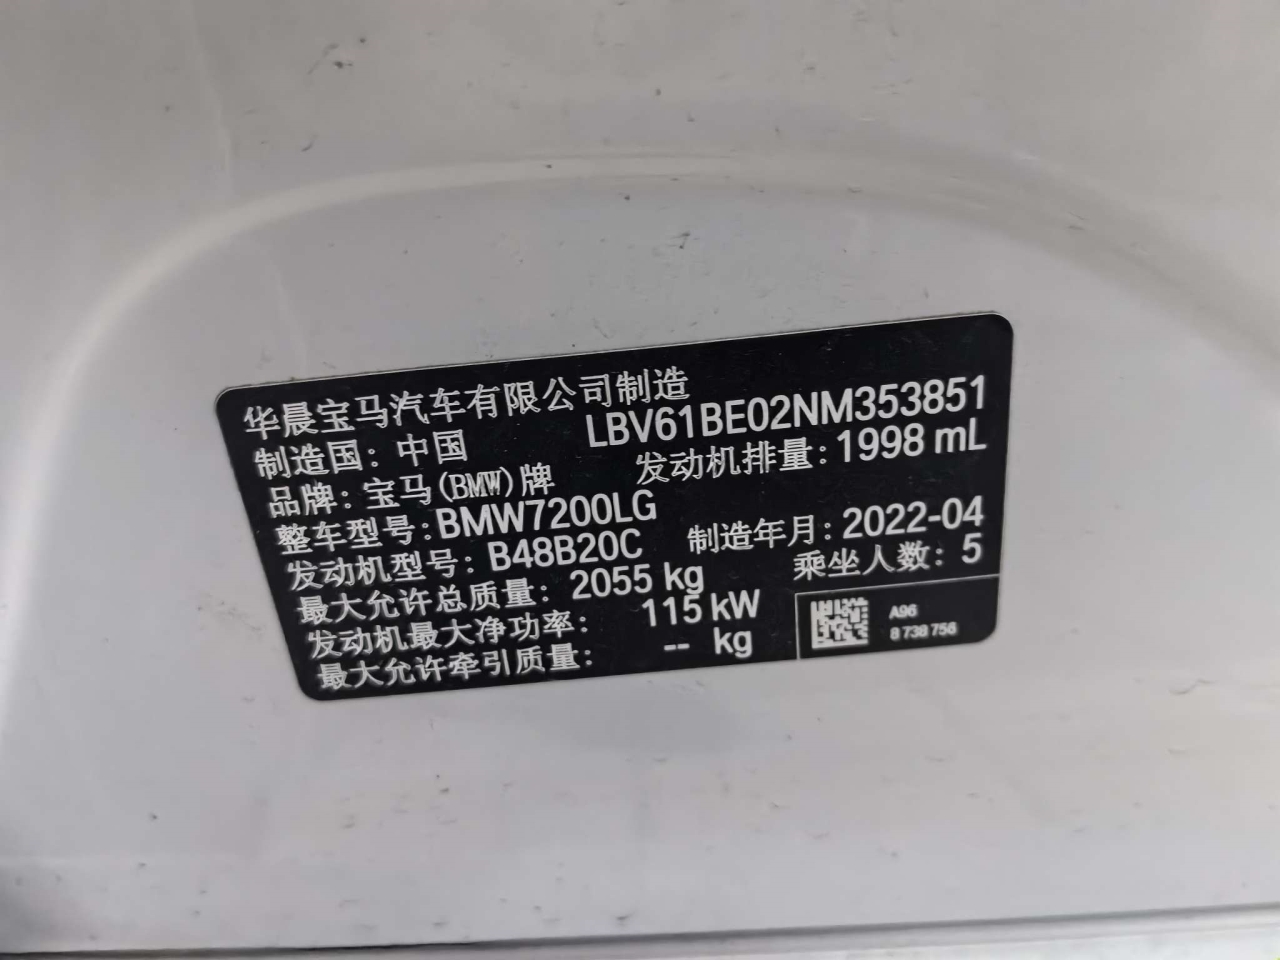 华晨宝马汽车有限公司制造
制造国：中国 LBV61BE02NM353851
品牌：宝马(BMW)牌 发动机排量：1998 mL
整车型号：BMW7200LG
发动机型号：B48B20C 制造年月：2022-04
最大允许总质量：2055 kg 乘坐人数：5
发动机最大净功率：115 kW
最大允许牵引质量：-- kg
A96
8 738 756